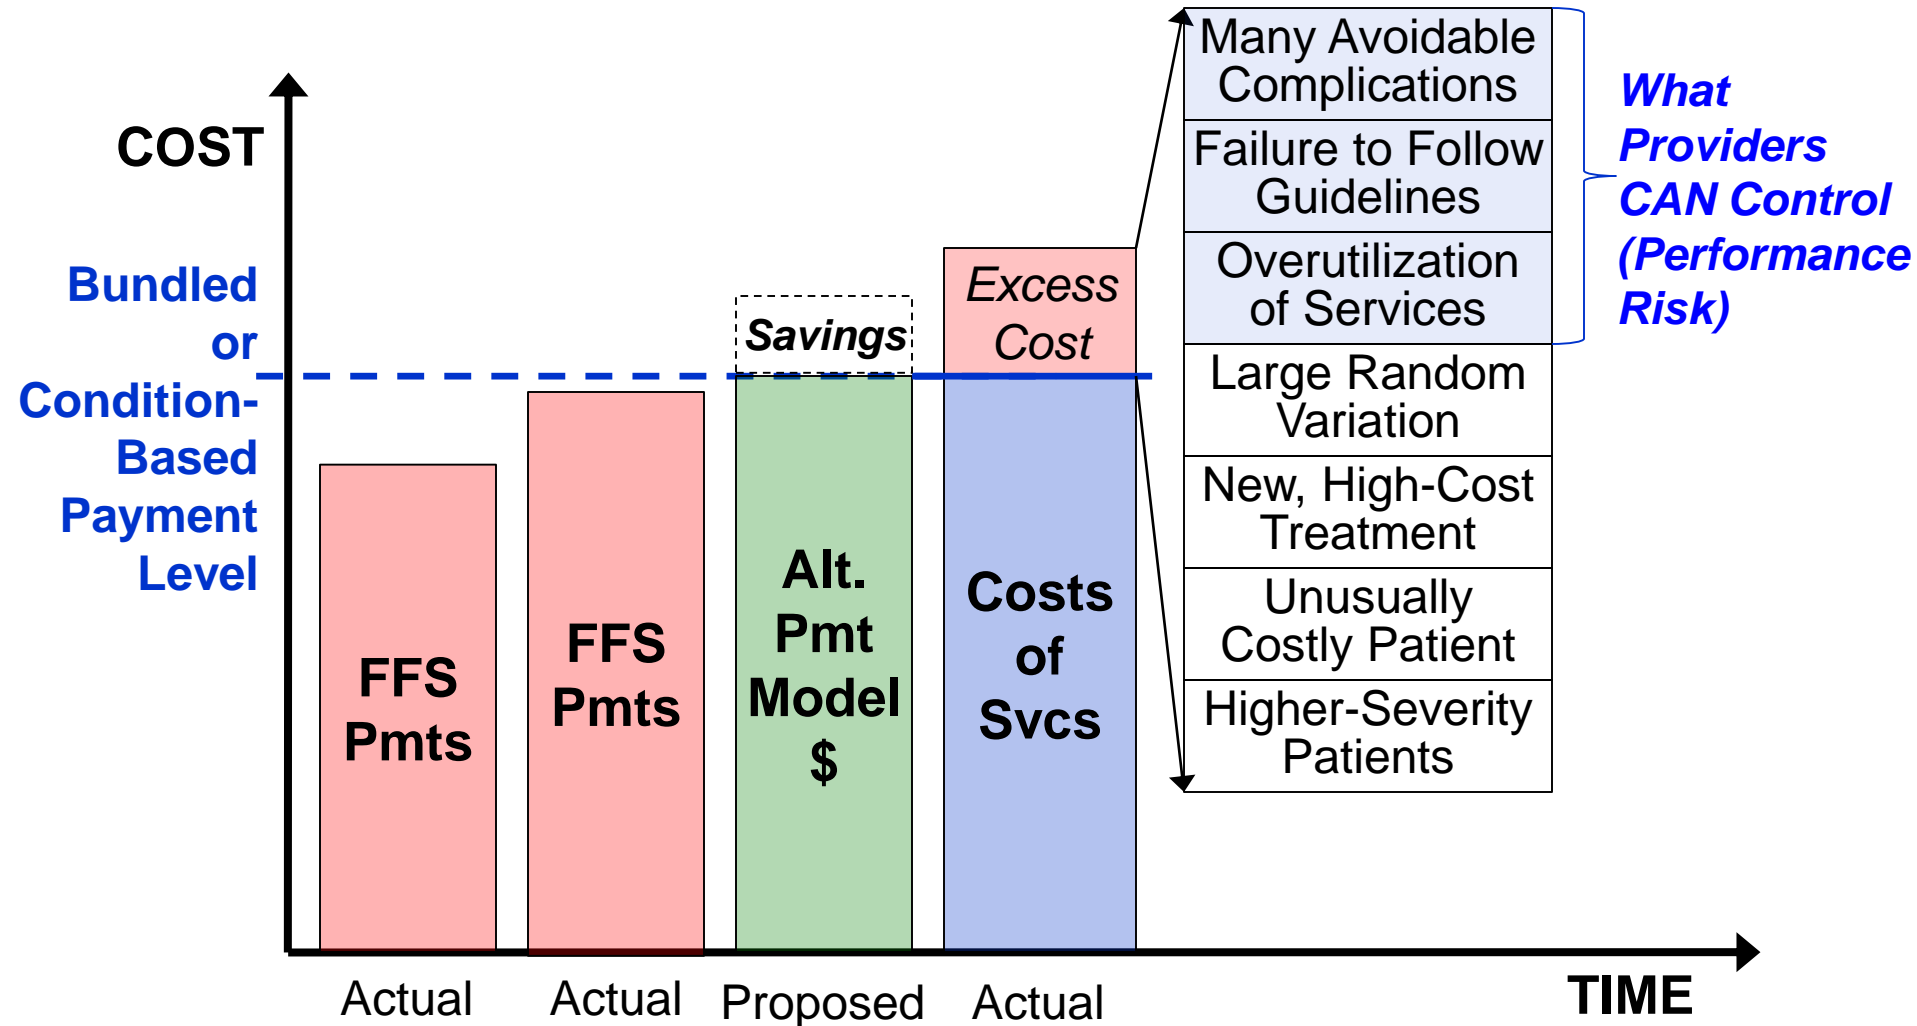 COST
Bundled
or
Condition-
Based
Payment
Level
FFS
Pmts
FFS
Pmts
Savings
Alt.
Pmt
Model
$
Excess
Cost
Costs
of
Svcs
Many Avoidable
Complications
Failure to Follow
Guidelines
Overutilization
of Services
Large Random
Variation
New, High-Cost
Treatment
Unusually
Costly Patient
Higher-Severity
Patients
What
Providers
CAN Control
(Performance
Risk)
Actual
Actual
Proposed
Actual
TIME